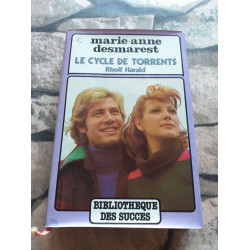 marie-anne
desmarest
LE CYCLE DE TORRENTS
Rholf Harald
BIBLIOTHEQUE
DES SUCCES